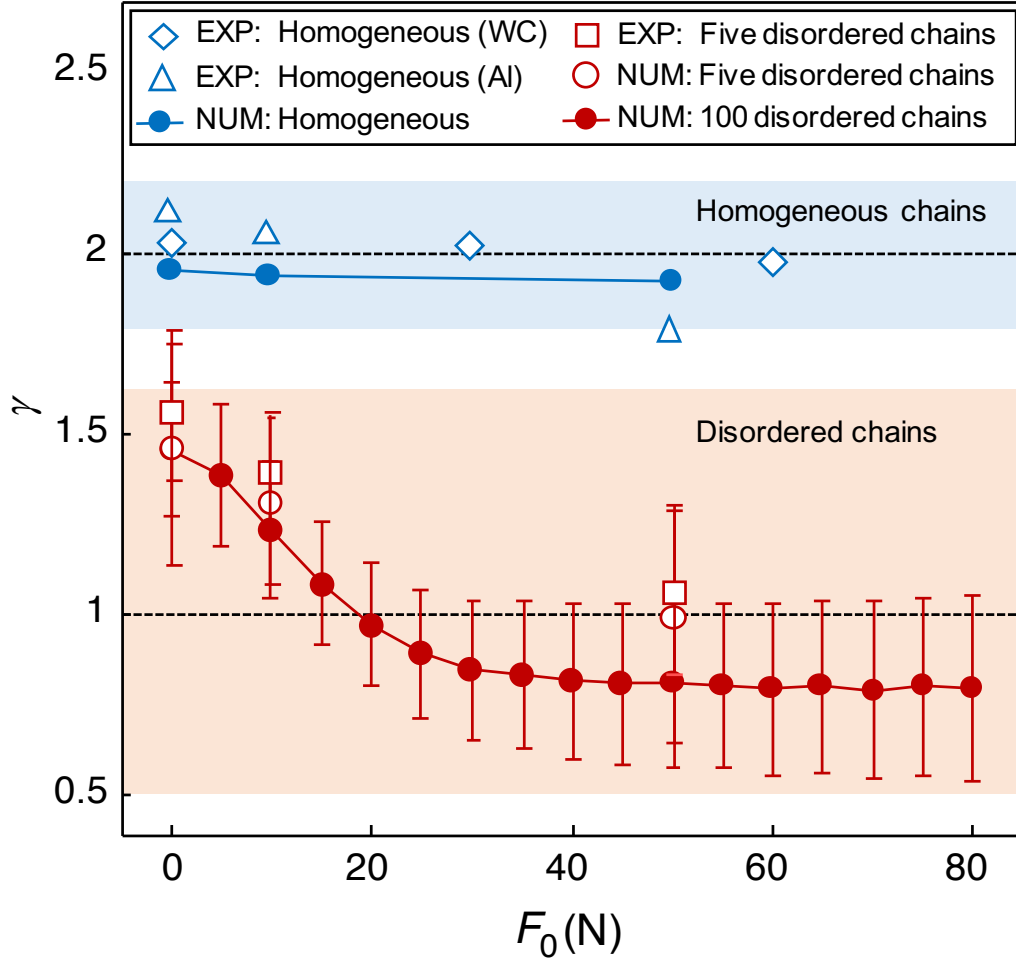 EXP: Homogeneous (WC)
EXP: Homogeneous (Al)
NUM: Homogeneous
EXP: Five disordered chains
NUM: Five disordered chains
NUM: 100 disordered chains
2.5
2
1.5
1
0.5
γ
Homogeneous chains
Disordered chains
0 20 40 60 80
F0 (N)